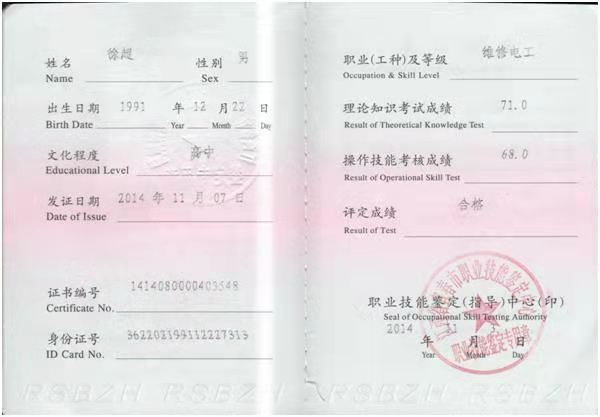 姓名 徐超 性别 男
Name Sex
出生日期 1991 年 12 月 22 日
Birth Date Year Month Day
文化程度 高中
Educational Level
发证日期 2014 年 11 月 07 日
Date of Issue
证书编号 1414080000403548
Certificate No.
身份证号
ID Card No.
职业(工种)及等级 维修电工
Occupation & Skill Level
理论知识考试成绩 71.0
Result of Theoretical Knowledge Test
操作技能考核成绩 68.0
Result of Operational Skill Test
评定成绩 合格
Result of Test
职业技能鉴定(指导)中心(印)
Seal of Occupational Skill Testing Authority
2014 11
年 月 日
Year Month Day
RSBZH RSBZH RSBZH RSBZH